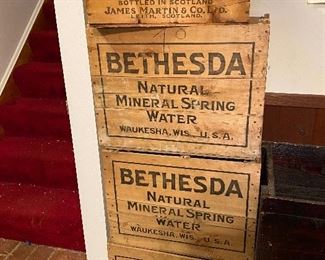 BOTTLED IN SCOTLAND
JAMES MARTIN & CO. LTD.
LEITH, SCOTLAND.
BETHESDA
NATURAL
MINERAL SPRING
WATER
WAUKESHA, WIS., U.S.A.
BETHESDA
NATURAL
MINERAL SPRING
WATER
WAUKESHA, WIS., U.S.A.